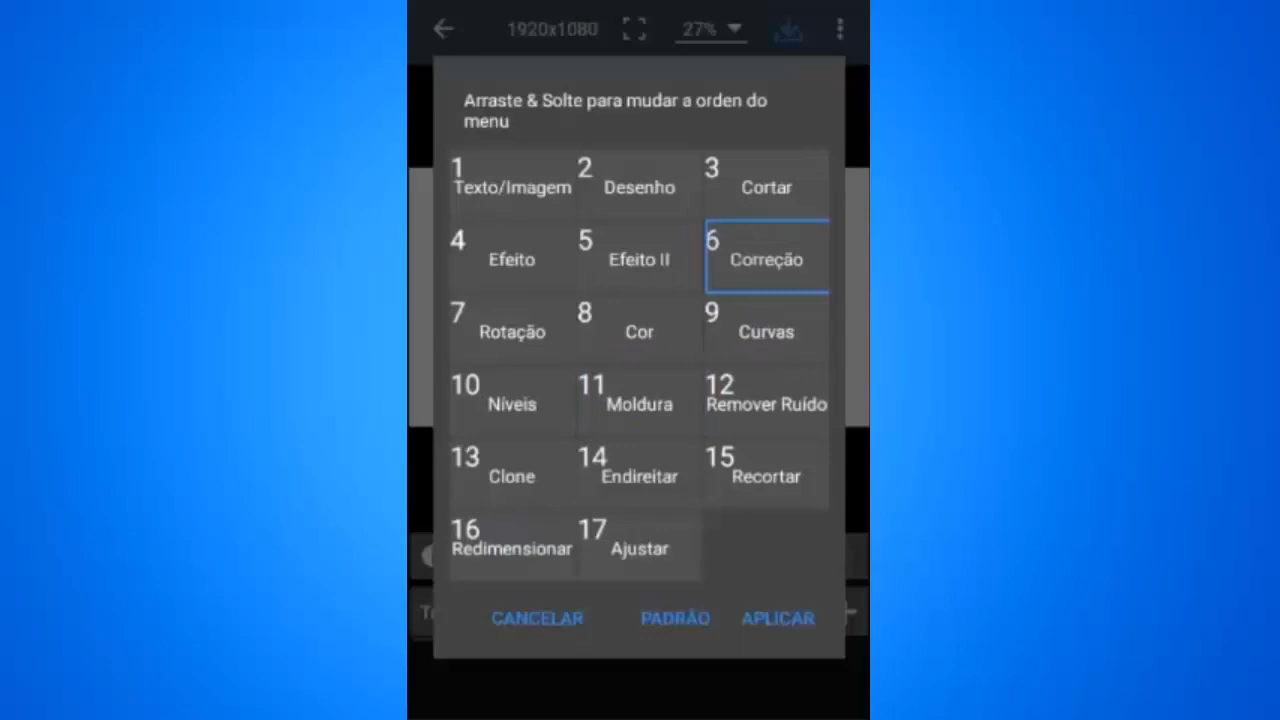 1920x1080 27%
Arraste & Solte para mudar a orden do
menu
1 2 3
Texto/Imagem Desenho Cortar
4 5 6
Efeito Efeito II Correção
7 8 9
Rotação Cor Curvas
10 11 12
Níveis Moldura Remover Ruído
13 14 15
Clone Endireitar Recortar
16 17
Redimensionar Ajustar
CANCELAR PADRÃO APLICAR